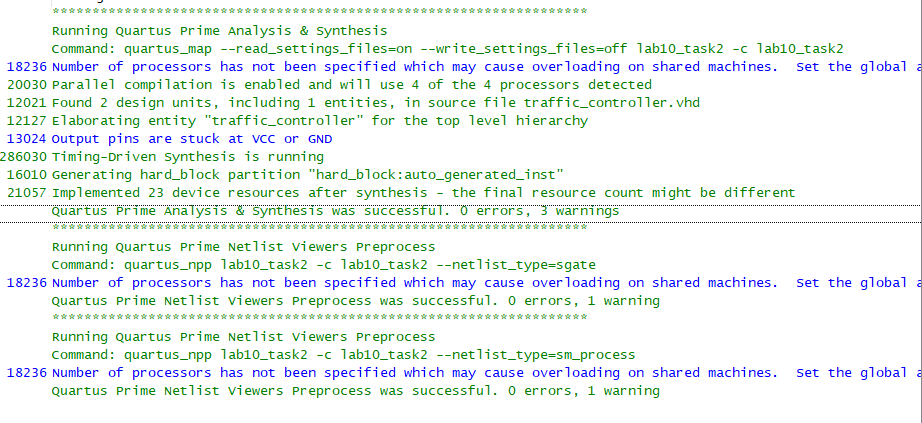 ************************************************************
Running Quartus Prime Analysis & Synthesis
Command: quartus_map --read_settings_files=on --write_settings_files=off lab10_task2 -c lab10_task2
18236 Number of processors has not been specified which may cause overloading on shared machines.  Set the global a
20030 Parallel compilation is enabled and will use 4 of the 4 processors detected
12021 Found 2 design units, including 1 entities, in source file traffic_controller.vhd
12127 Elaborating entity "traffic_controller" for the top level hierarchy
13024 Output pins are stuck at VCC or GND
286030 Timing-Driven Synthesis is running
16010 Generating hard_block partition "hard_block:auto_generated_inst"
21057 Implemented 23 device resources after synthesis - the final resource count might be different
Quartus Prime Analysis & Synthesis was successful. 0 errors, 3 warnings
************************************************************
Running Quartus Prime Netlist Viewers Preprocess
Command: quartus_npp lab10_task2 -c lab10_task2 --netlist_type=sgate
18236 Number of processors has not been specified which may cause overloading on shared machines.  Set the global a
Quartus Prime Netlist Viewers Preprocess was successful. 0 errors, 1 warning
************************************************************
Running Quartus Prime Netlist Viewers Preprocess
Command: quartus_npp lab10_task2 -c lab10_task2 --netlist_type=sm_process
18236 Number of processors has not been specified which may cause overloading on shared machines.  Set the global a
Quartus Prime Netlist Viewers Preprocess was successful. 0 errors, 1 warning